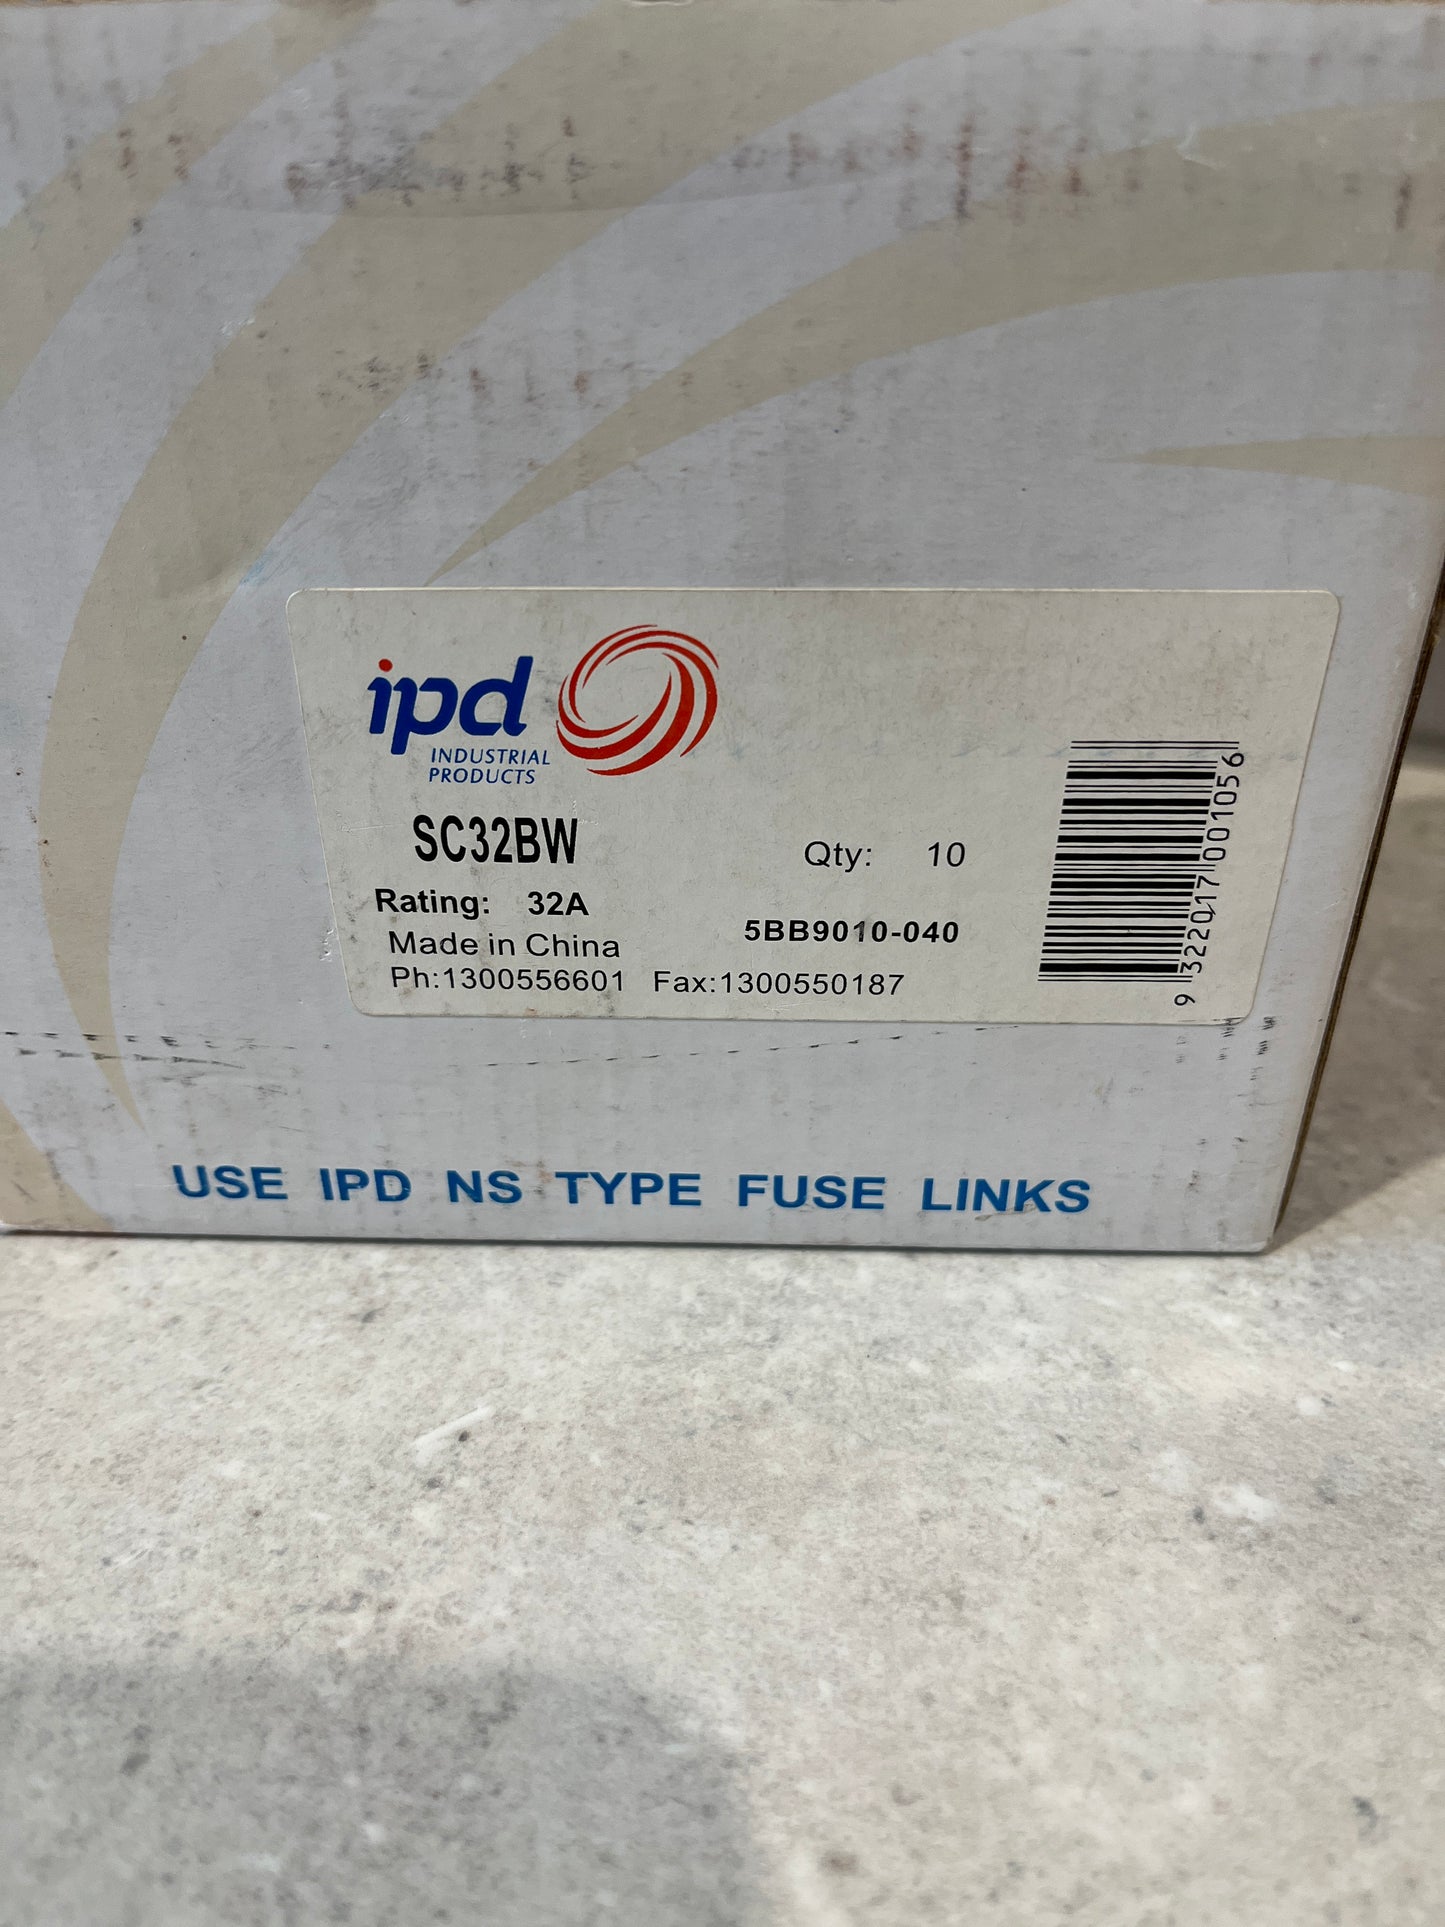 ipd
INDUSTRIAL
PRODUCTS
SC32BW
Qty: 10
Rating: 32A
5BB9010-040
Made in China
Ph:1300556601 Fax:1300550187
9 322017 001056
USE IPD NS TYPE FUSE LINKS